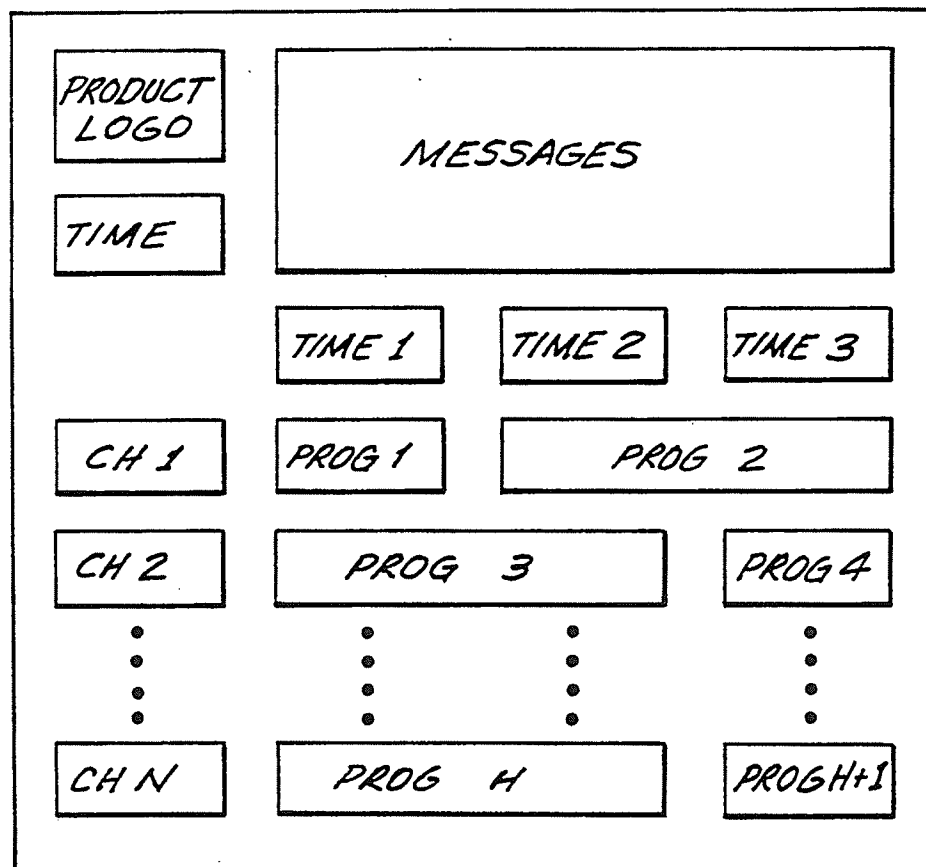 PRODUCT
LOGO
MESSAGES
TIME
TIME 1
TIME 2
TIME 3
CH 1
PROG 1
PROG 2
CH 2
PROG 3
PROG 4
CH N
PROG H
PROG H+1